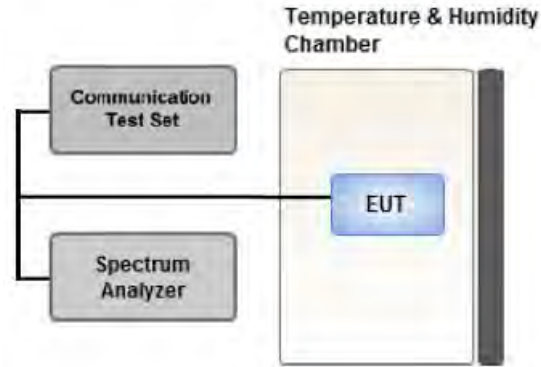 Temperature & Humidity
Chamber
Communication
Test Set
EUT
Spectrum
Analyzer